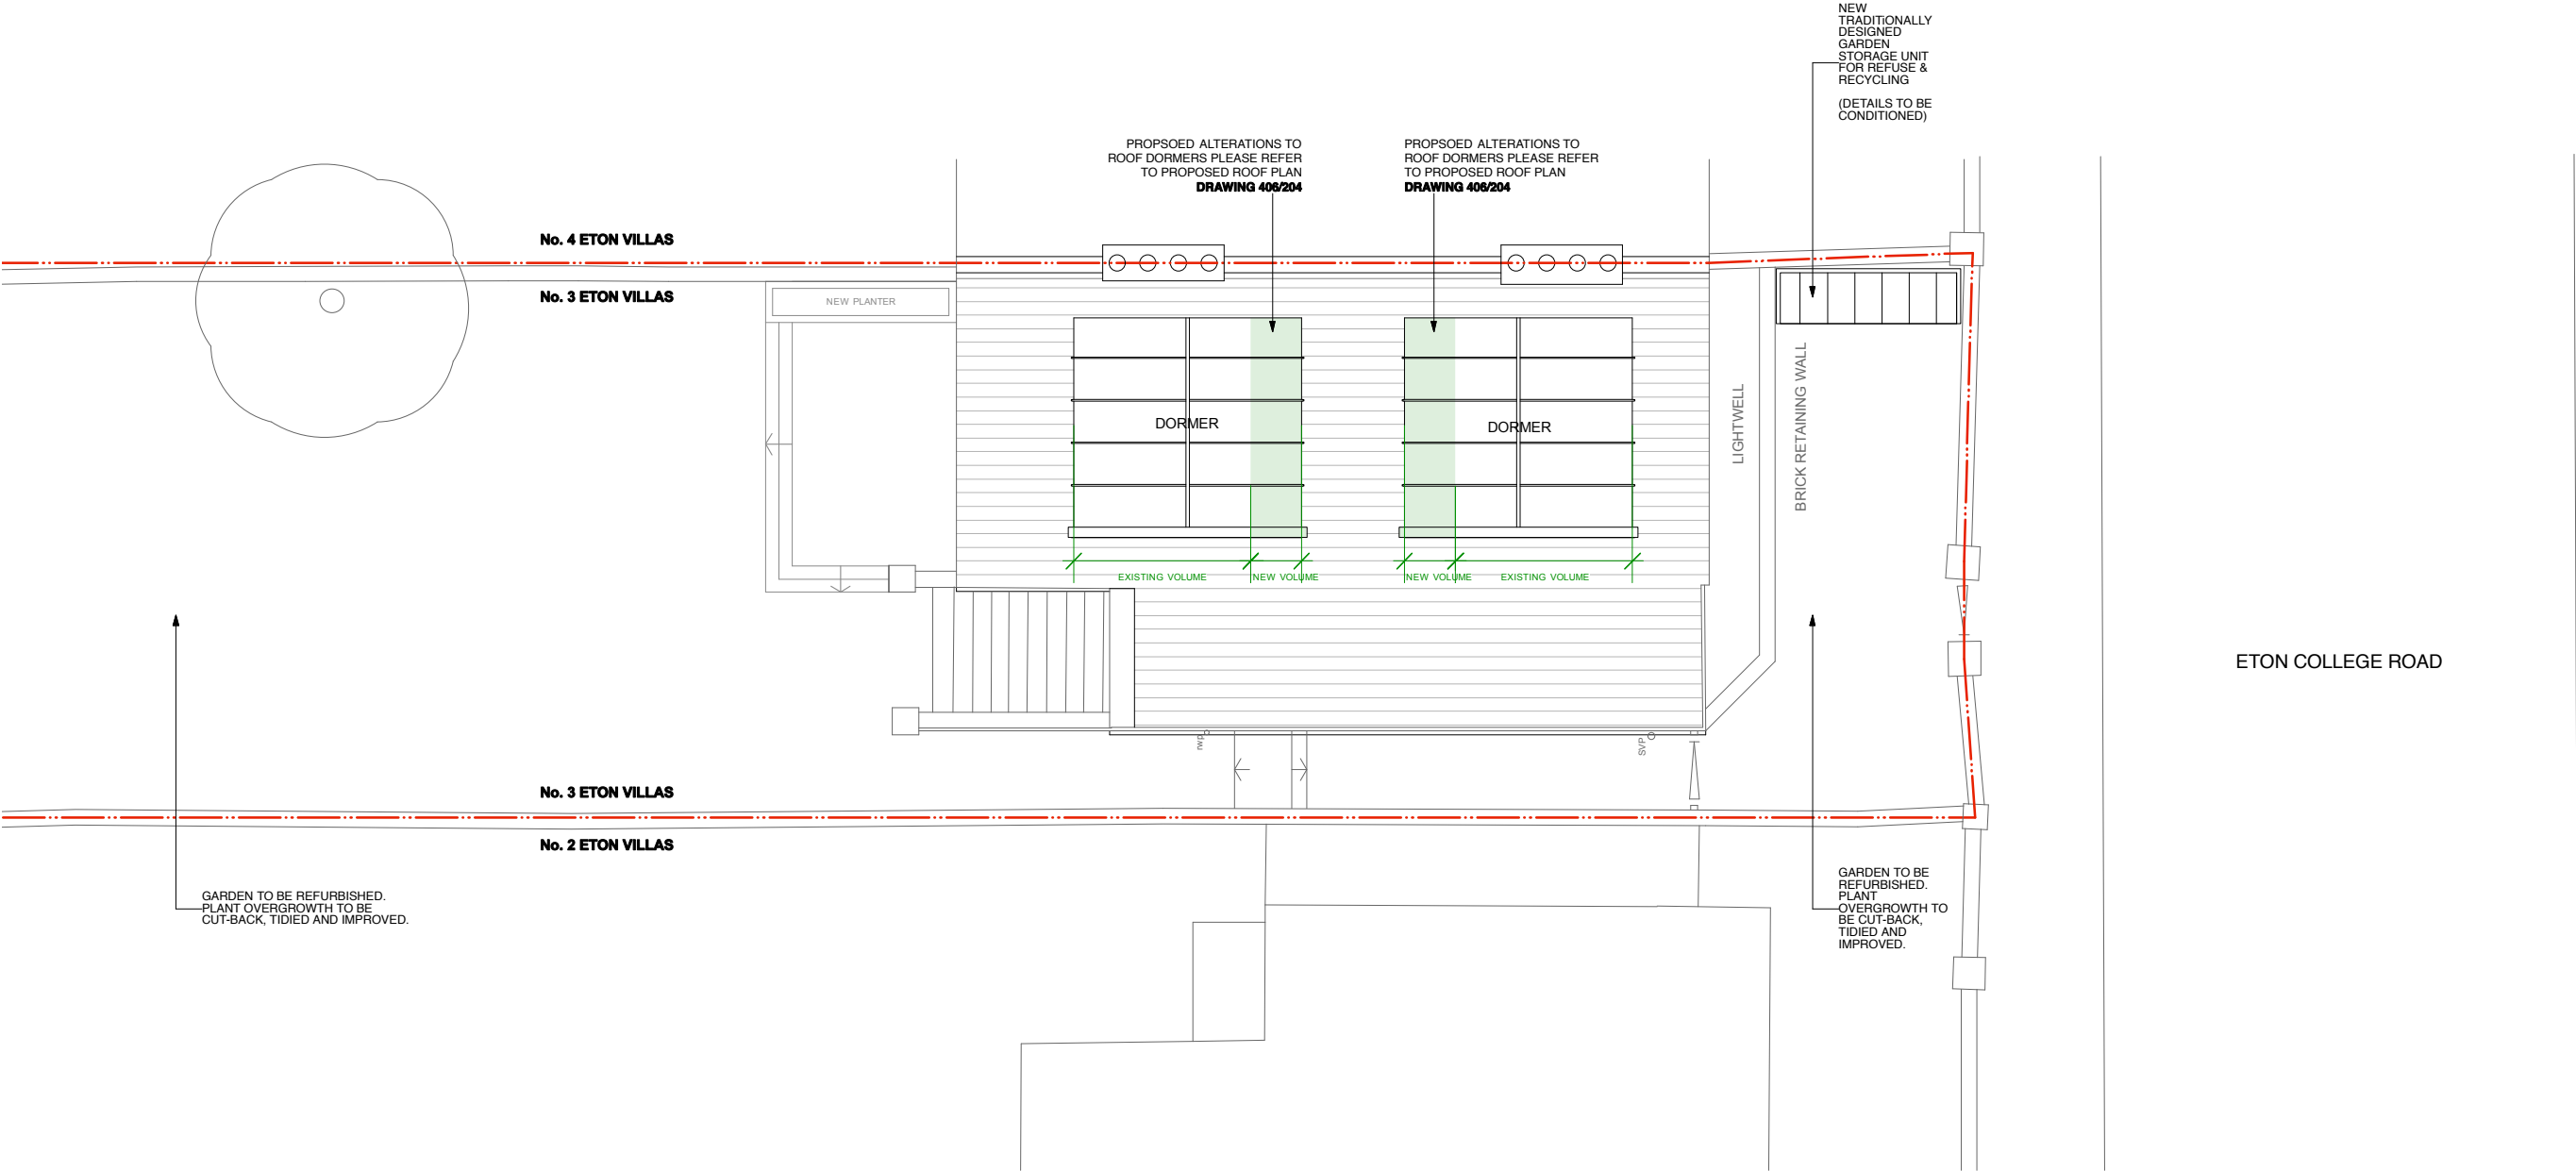 NEW
TRADITiONALLY
DESIGNED
GARDEN
STORAGE UNIT
FOR REFUSE &
RECYCLING
(DETAILS TO BE
CONDITIONED)
PROPSOED ALTERATIONS TO
ROOF DORMERS PLEASE REFER
TO PROPOSED ROOF PLAN
DRAWING 406/204
PROPSOED ALTERATIONS TO
ROOF DORMERS PLEASE REFER
TO PROPOSED ROOF PLAN
DRAWING 406/204
No. 4 ETON VILLAS
No. 3 ETON VILLAS
NEW PLANTER
DORMER
DORMER
LIGHTWELL
BRICK RETAINING WALL
EXISTING VOLUME
NEW VOLUME
NEW VOLUME
EXISTING VOLUME
ETON COLLEGE ROAD
rwp
SVP
No. 3 ETON VILLAS
No. 2 ETON VILLAS
GARDEN TO BE REFURBISHED.
PLANT OVERGROWTH TO BE
CUT-BACK, TIDIED AND IMPROVED.
GARDEN TO BE
REFURBISHED.
PLANT
OVERGROWTH TO
BE CUT-BACK,
TIDIED AND
IMPROVED.